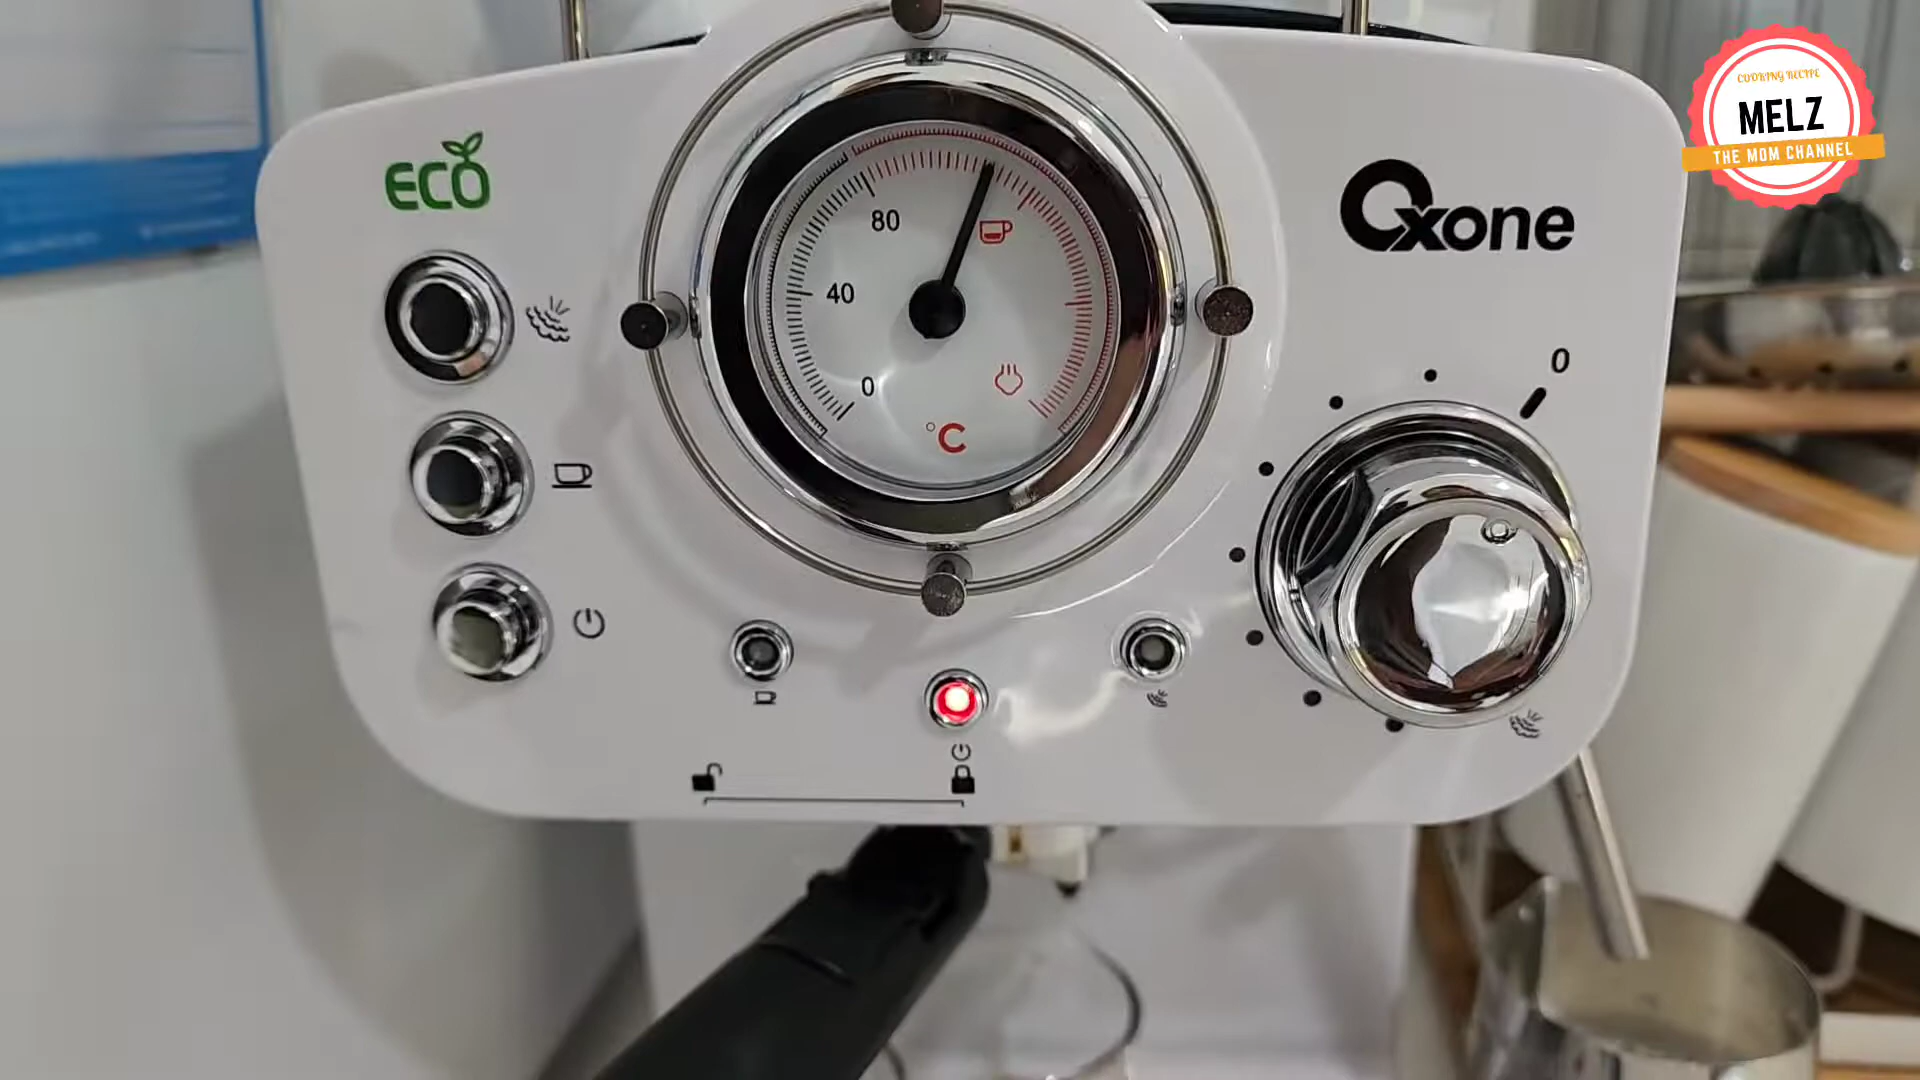 COOKING RECIPE
MELZ
THE MOM CHANNEL
ECO
Oxone
80
40
0
°C
0